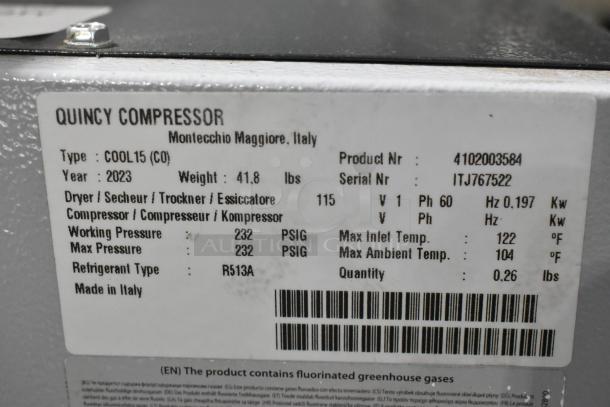 QUINCY COMPRESSOR
Montecchio Maggiore, Italy
Type : COOL15 (C0) Product Nr : 4102003584
Year : 2023 Weight : 41.8 lbs Serial Nr : ITJ767522
Dryer / Secheur / Trockner / Essiccatore 115 V 1 Ph 60 Hz 0.197 Kw
Compressor / Compresseur / Kompressor V Ph Hz Kw
Working Pressure : 232 PSIG Max Inlet Temp. : 122 °F
Max Pressure : 232 PSIG Max Ambient Temp. : 104 °F
Refrigerant Type : R513A Quantity : 0.26 lbs
Made in Italy
(EN) The product contains fluorinated greenhouse gases